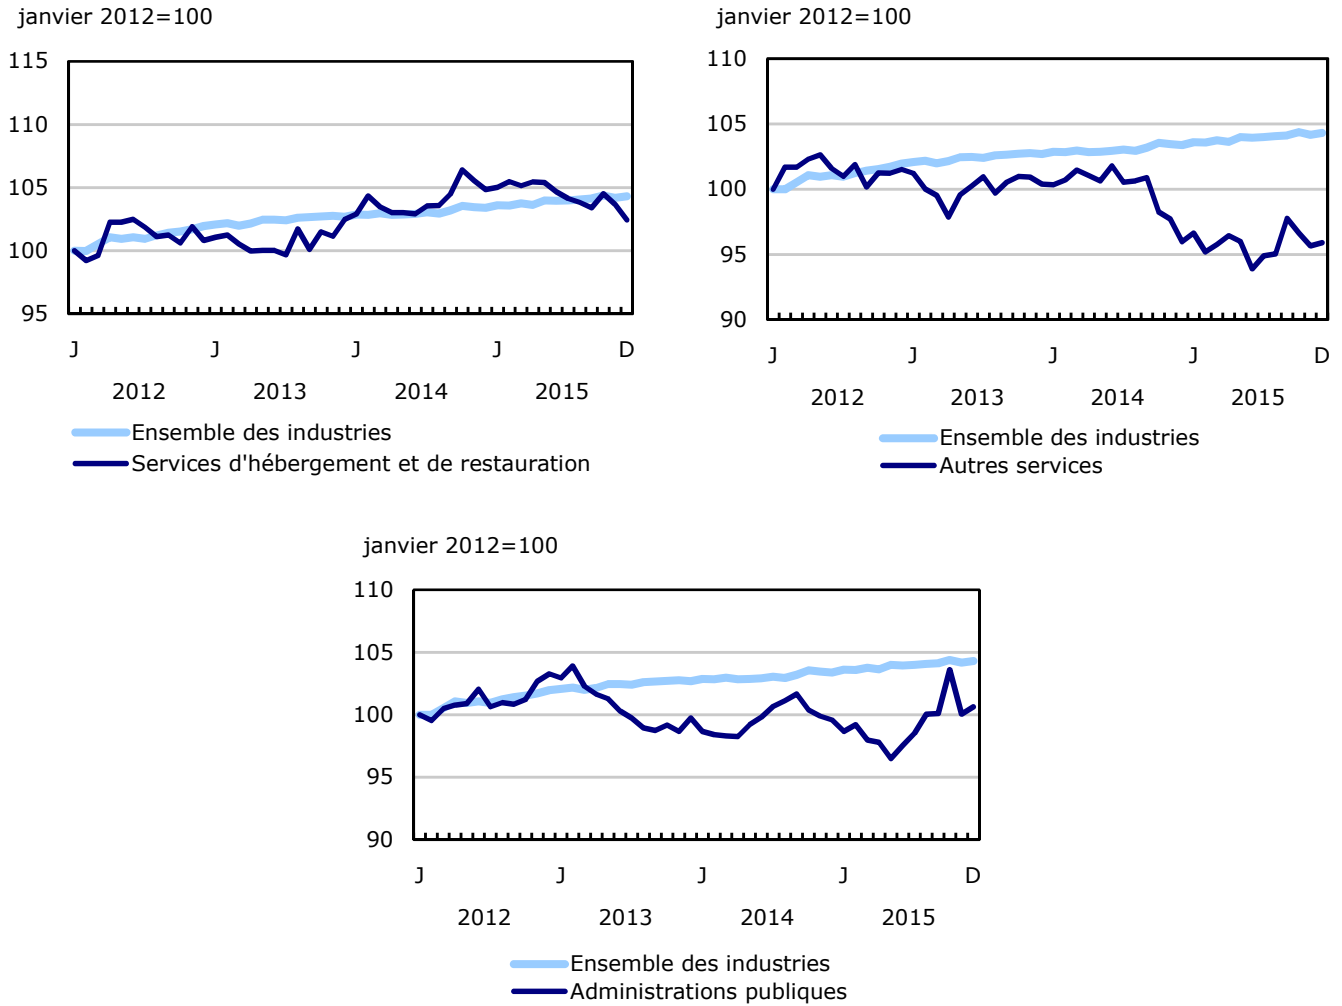 janvier 2012=100
115
110
105
100
95
J J J J D
2012 2013 2014 2015
Ensemble des industries
Services d'hébergement et de restauration
janvier 2012=100
110
105
100
95
90
J J J J D
2012 2013 2014 2015
Ensemble des industries
Autres services
janvier 2012=100
110
105
100
95
90
J J J J D
2012 2013 2014 2015
Ensemble des industries
Administrations publiques